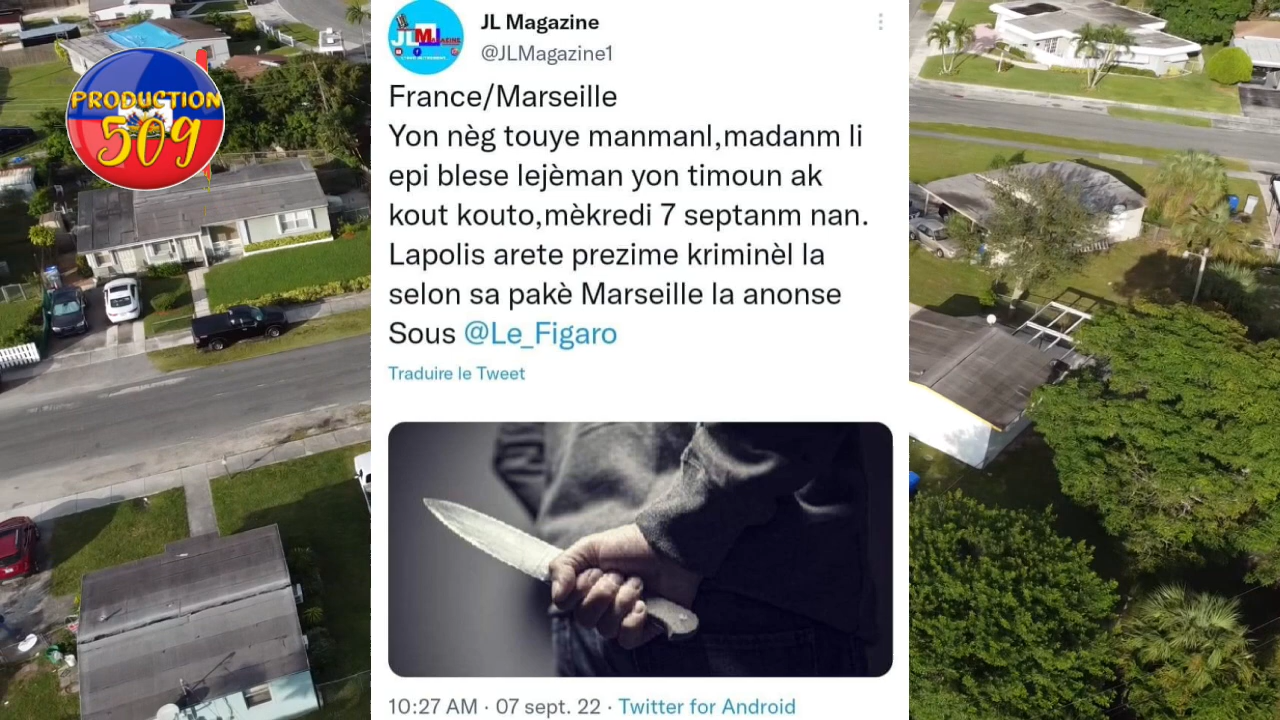 PRODUCTION
509
JL Magazine
@JLMagazine1
France/Marseille
Yon nèg touye manmanl,madanm li
epi blese lejèman yon timoun ak
kout kouto,mèkredi 7 septanm nan.
Lapolis arete prezime kriminèl la
selon sa pakè Marseille la anonse
Sous @Le_Figaro
Traduire le Tweet
10:27 AM · 07 sept. 22 · Twitter for Android